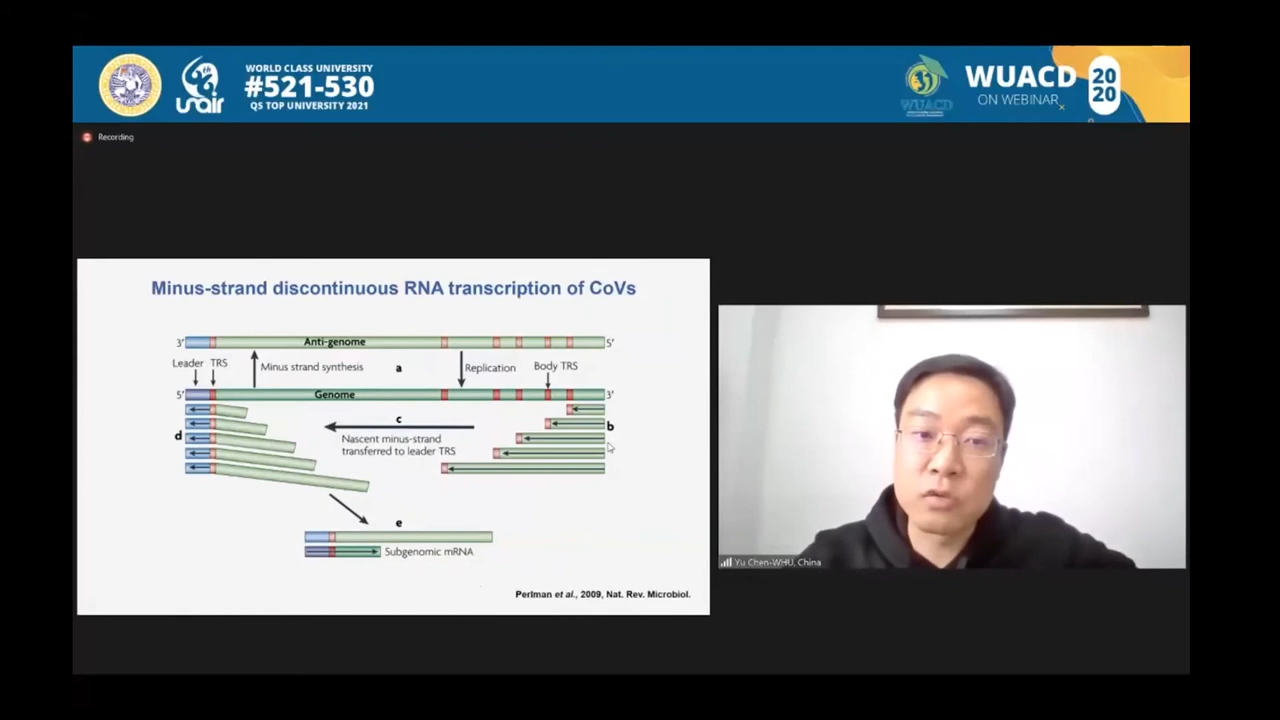 WORLD CLASS UNIVERSITY
#521-530
QS TOP UNIVERSITY 2021
unair
WUACD
WUACD
ON WEBINAR
20
20
Recording
Minus-strand discontinuous RNA transcription of CoVs
3′ Anti-genome 5′
Leader TRS Minus strand synthesis a Replication Body TRS
5′ Genome 3′
c b
d Nascent minus-strand
transferred to leader TRS
e
Subgenomic mRNA
Perlman et al., 2009, Nat. Rev. Microbiol.
Yu Chen-WHU, China